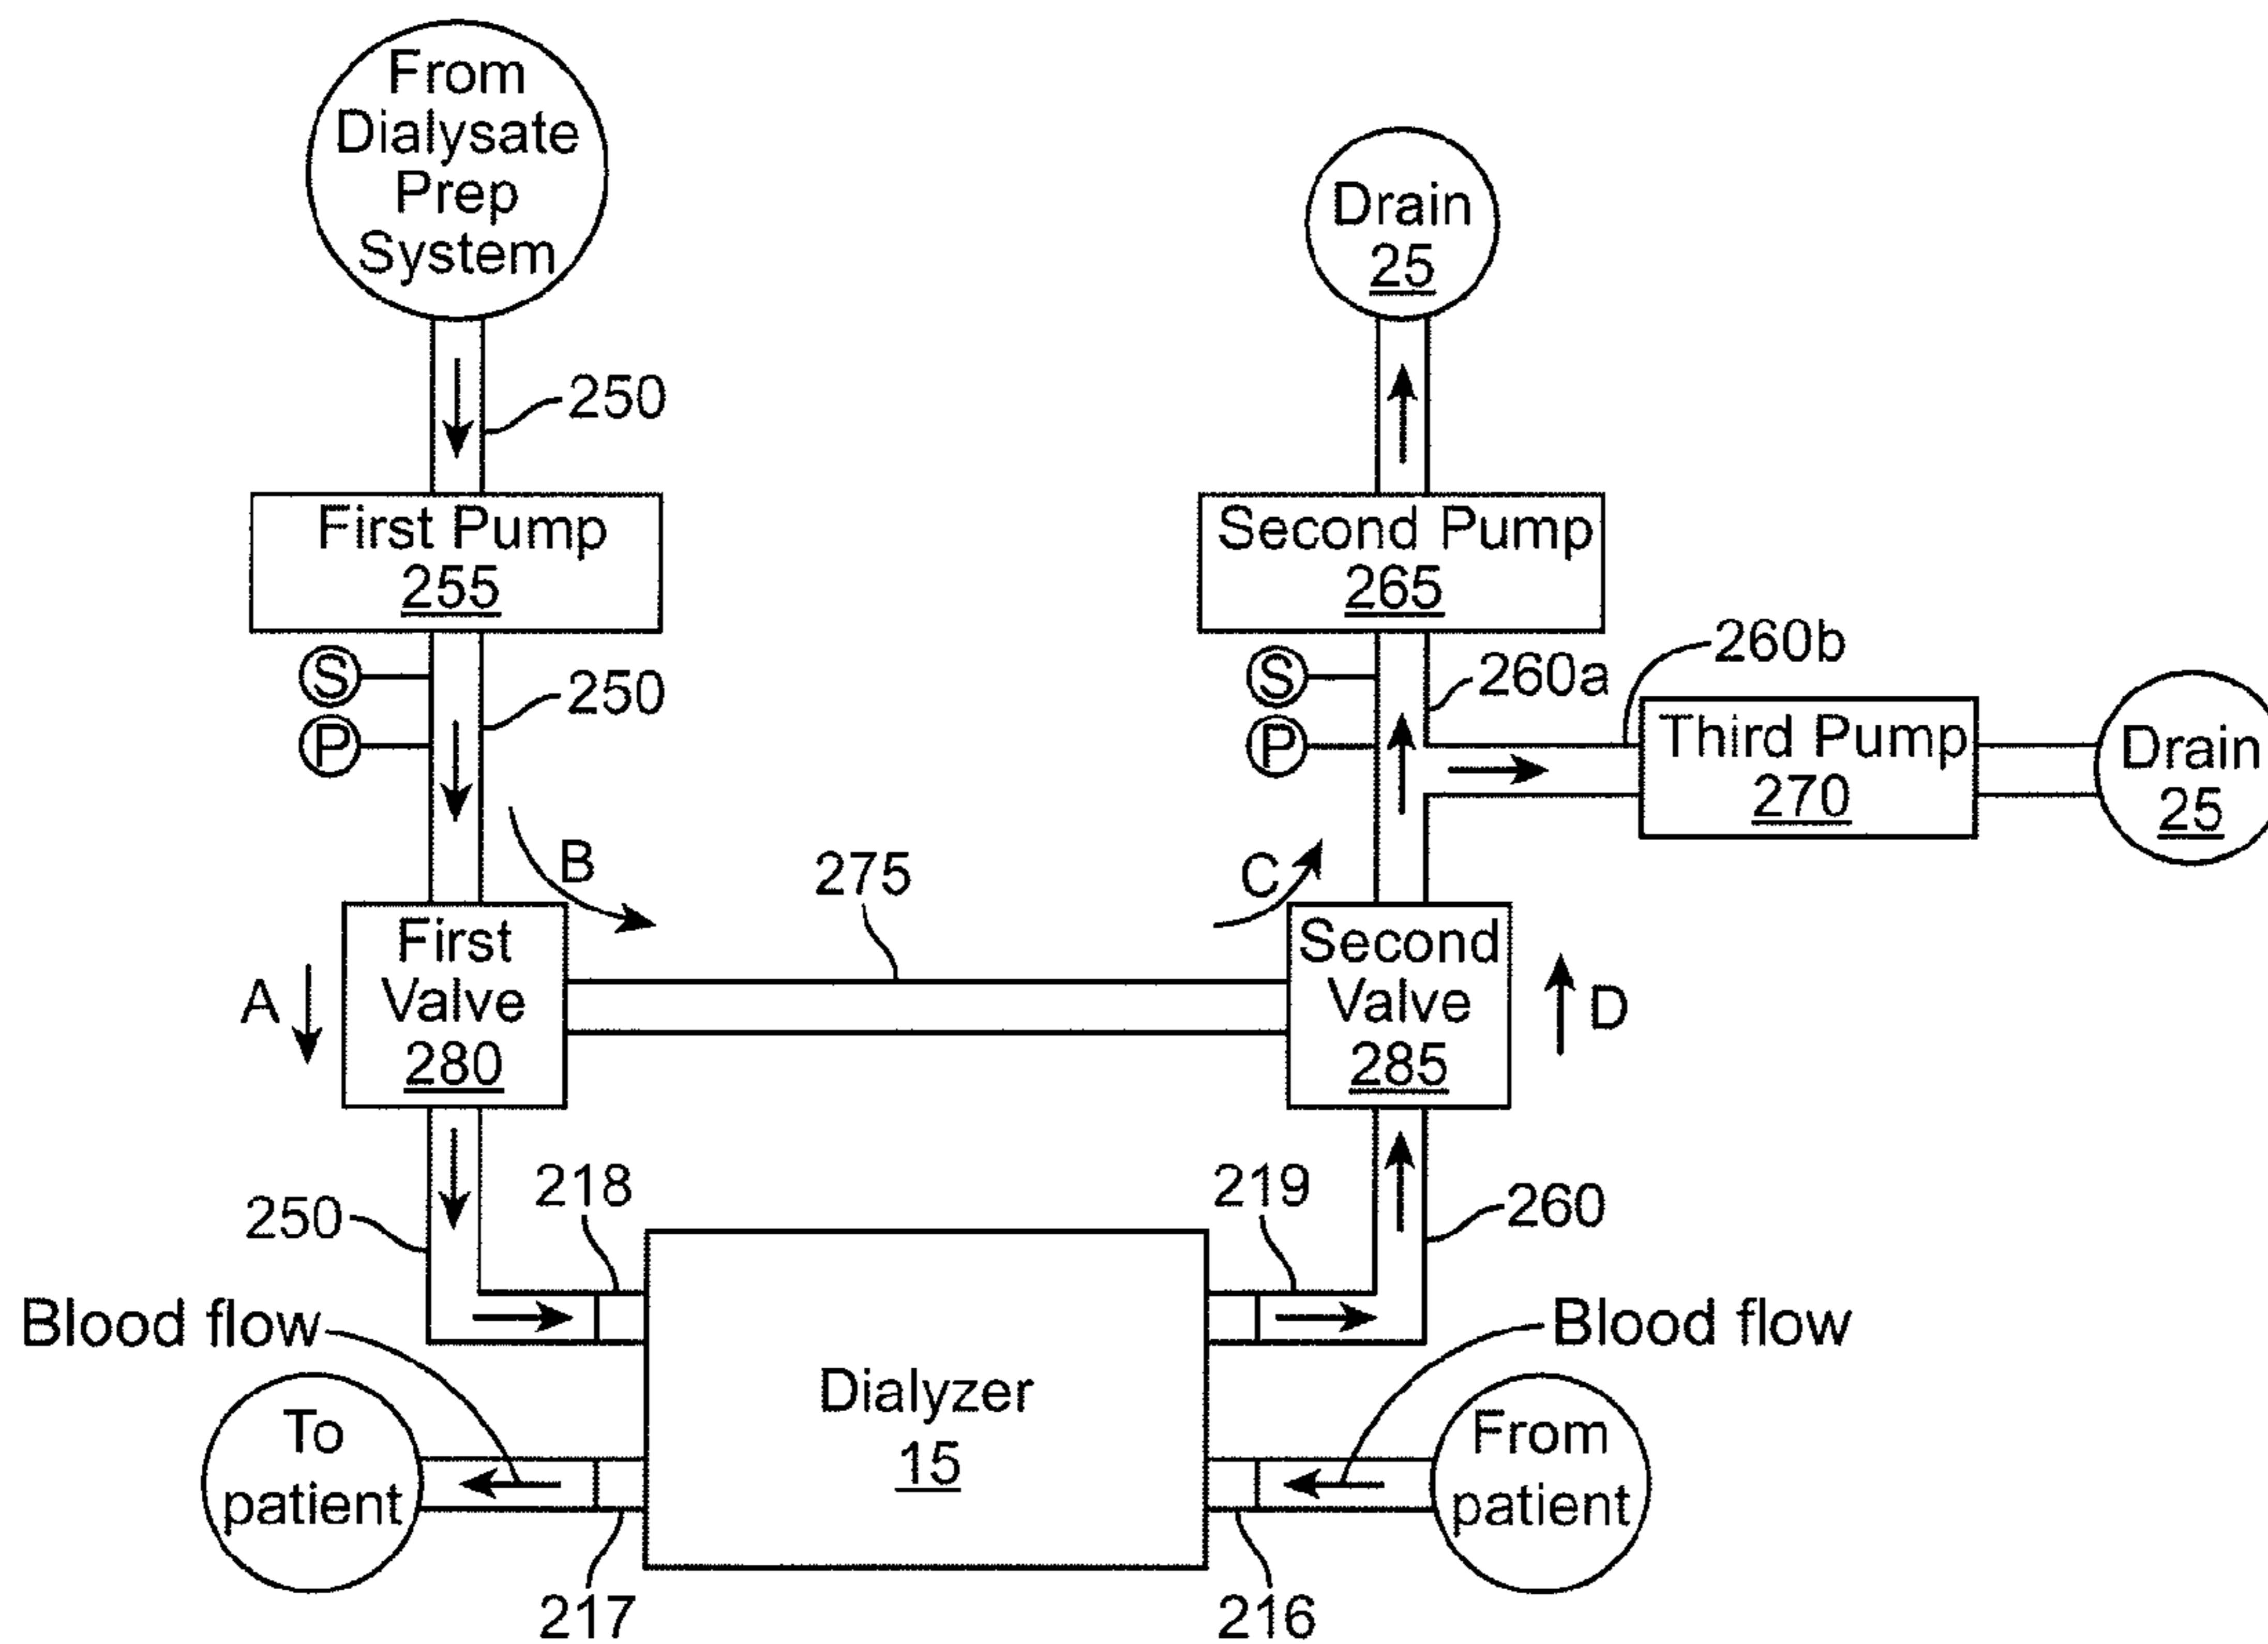 From
Dialysate
Prep
System
Drain
25
250
First Pump
255
Second Pump
265
S
P
250
S
P
260a
260b
Third Pump
270
Drain
25
B
275
C
A
First
Valve
280
Second
Valve
285
D
250
218
219
260
Blood flow
Blood flow
Dialyzer
15
To
patient
From
patient
217
216